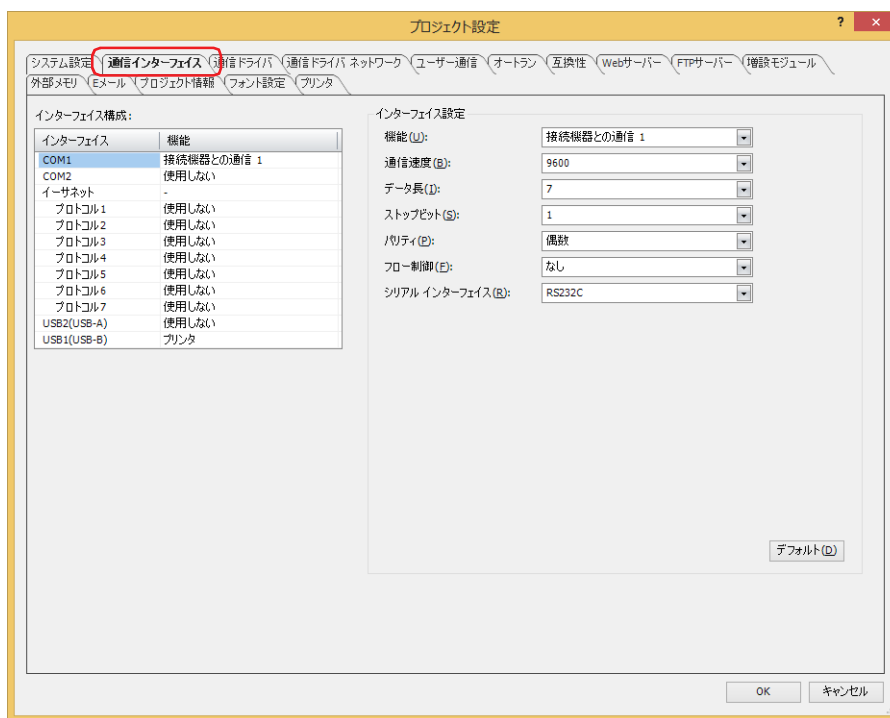 プロジェクト設定
? ×
システム設定 通信インターフェイス 通信ドライバ 通信ドライバ ネットワーク ユーザー通信 オートラン 互換性 Webサーバー FTPサーバー 増設モジュール
外部メモリ Eメール プロジェクト情報 フォント設定 プリンタ
インターフェイス構成:
インターフェイス 機能
COM1 接続機器との通信 1
COM2 使用しない
イーサネット -
プロトコル1 使用しない
プロトコル2 使用しない
プロトコル3 使用しない
プロトコル4 使用しない
プロトコル5 使用しない
プロトコル6 使用しない
プロトコル7 使用しない
USB2(USB-A) 使用しない
USB1(USB-B) プリンタ
インターフェイス設定
機能(U): 接続機器との通信 1
通信速度(B): 9600
データ長(I): 7
ストップビット(S): 1
パリティ(P): 偶数
フロー制御(F): なし
シリアル インターフェイス(R): RS232C
デフォルト(D)
OK キャンセル